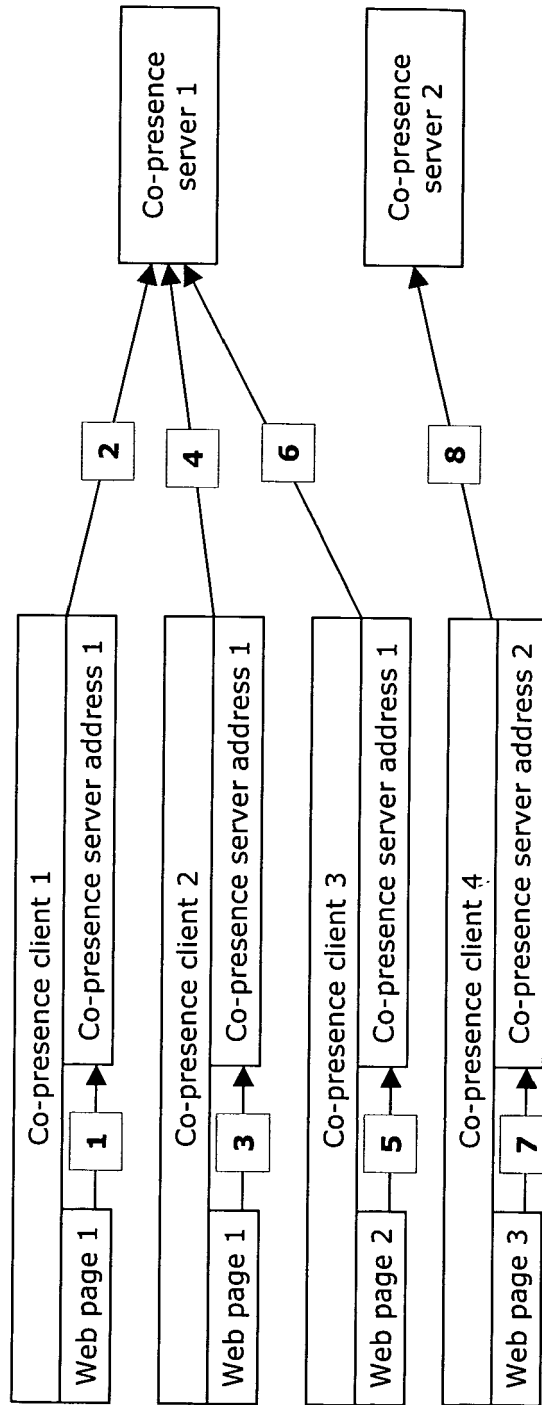 Co-presence client 1
Web page 1
1
Co-presence server address 1
2
Co-presence client 2
Web page 1
3
Co-presence server address 1
4
Co-presence server 1
Co-presence client 3
Web page 2
5
Co-presence server address 1
6
Co-presence client 4
Web page 3
7
Co-presence server address 2
8
Co-presence
server 2